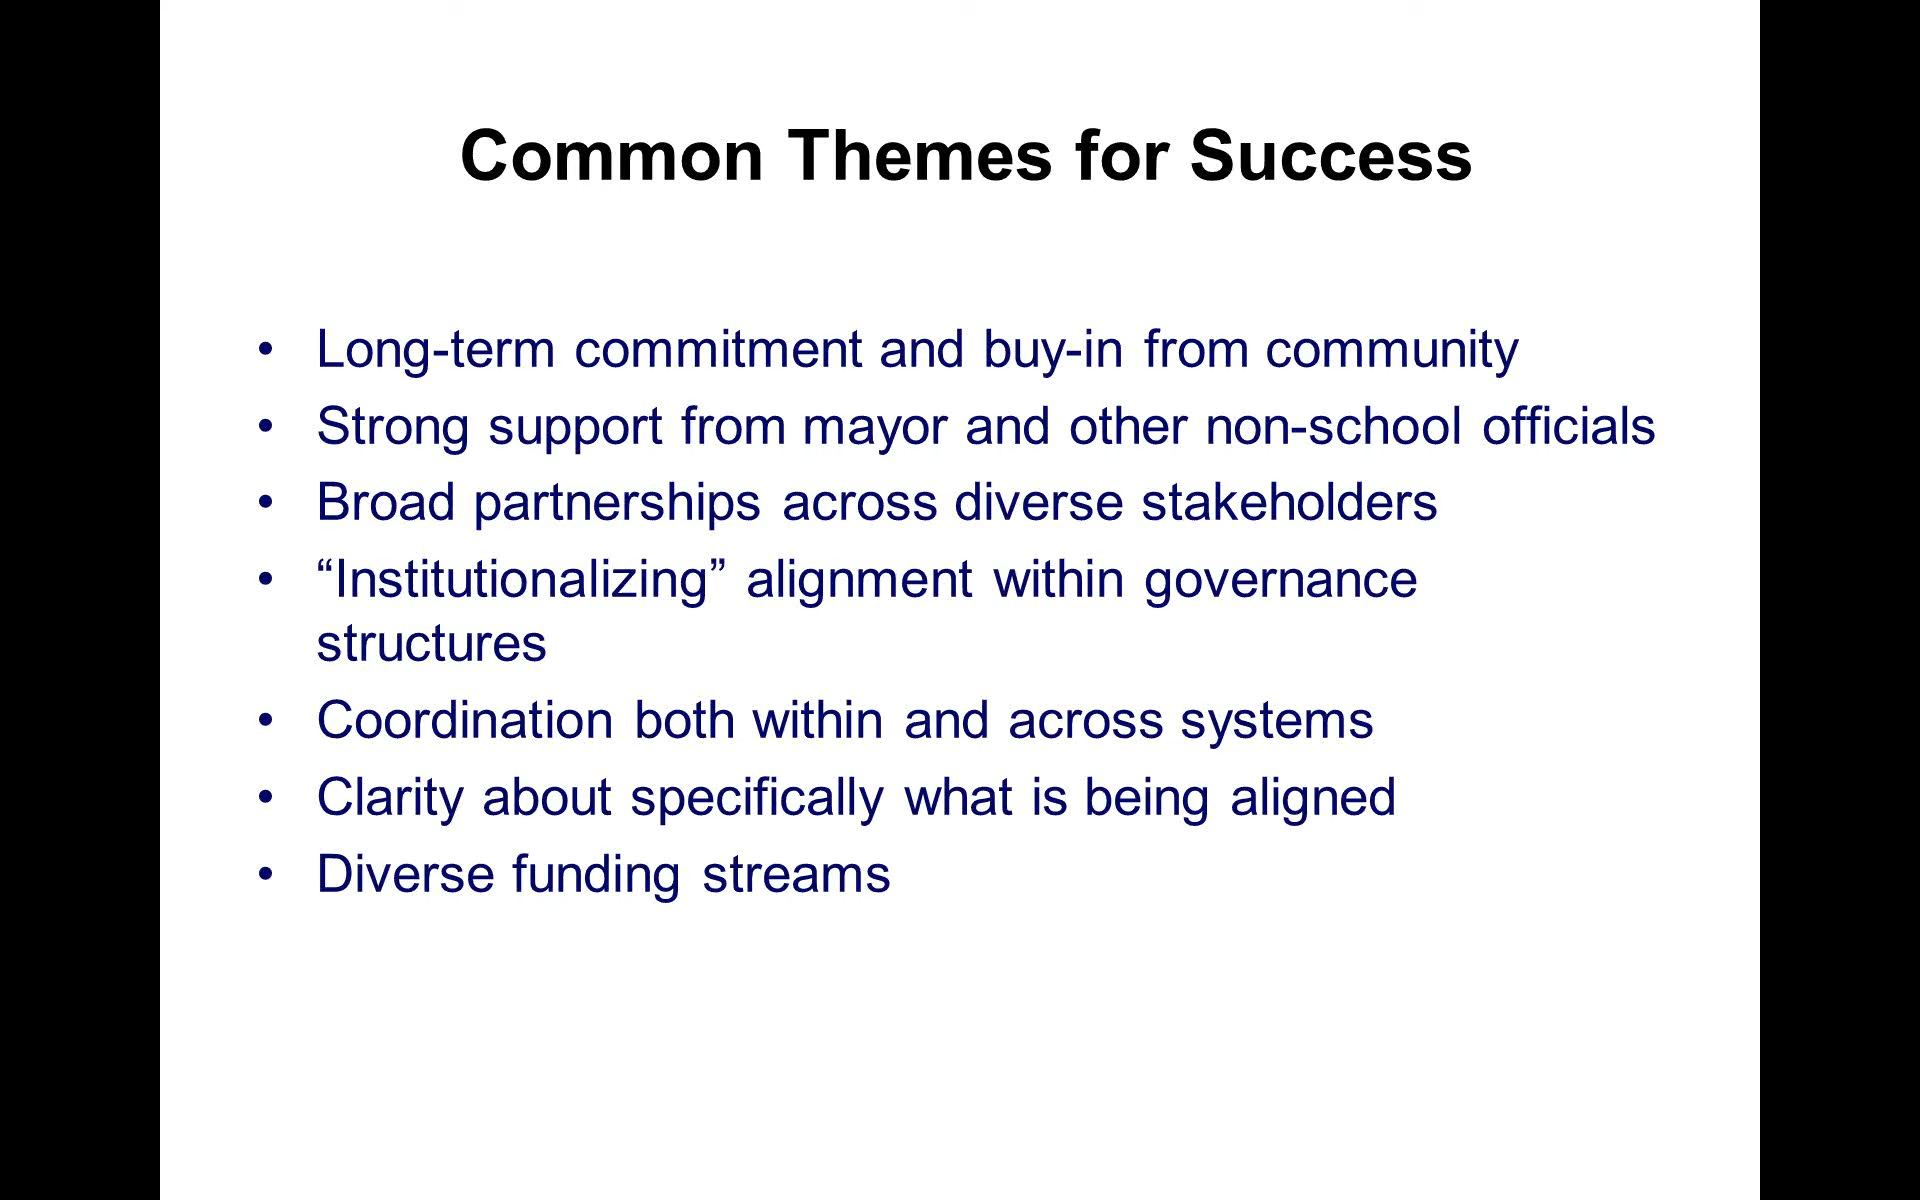 Common Themes for Success
• Long-term commitment and buy-in from community
• Strong support from mayor and other non-school officials
• Broad partnerships across diverse stakeholders
• “Institutionalizing” alignment within governance
structures
• Coordination both within and across systems
• Clarity about specifically what is being aligned
• Diverse funding streams